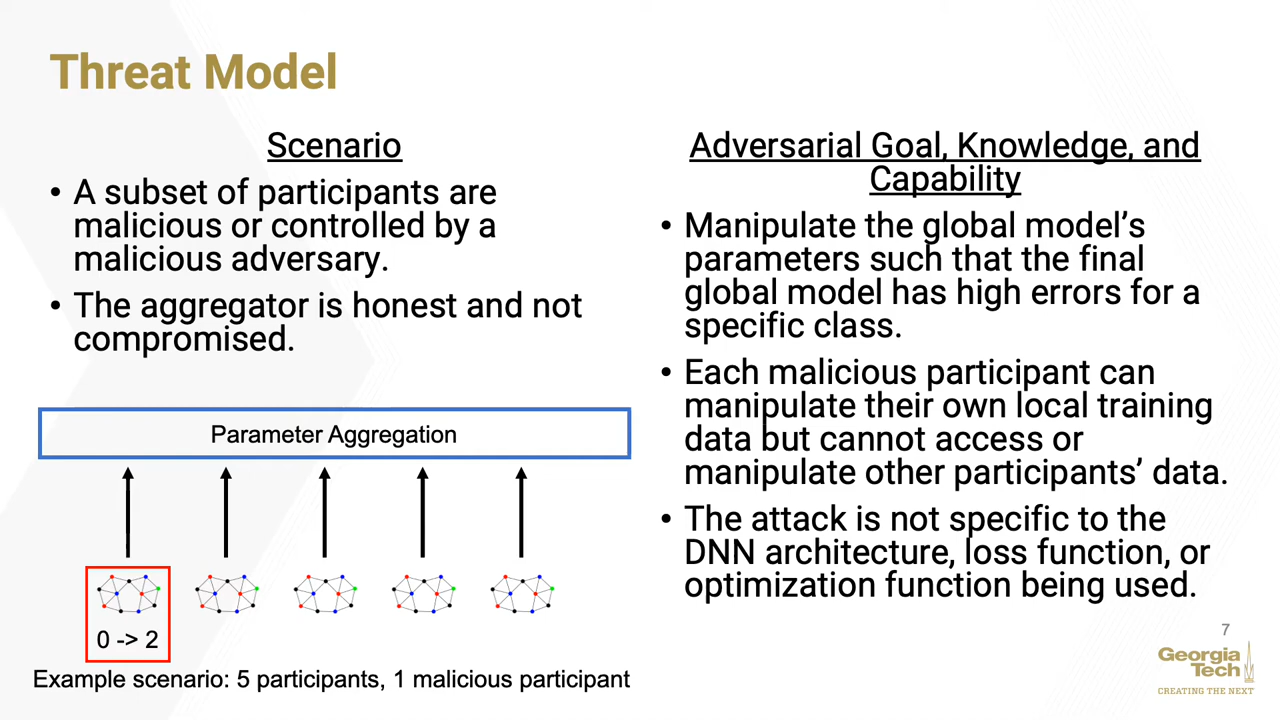 Threat Model
Scenario
• A subset of participants are
malicious or controlled by a
malicious adversary.
• The aggregator is honest and not
compromised.
Parameter Aggregation
0 -> 2
Example scenario: 5 participants, 1 malicious participant
Adversarial Goal, Knowledge, and
Capability
• Manipulate the global model’s
parameters such that the final
global model has high errors for a
specific class.
• Each malicious participant can
manipulate their own local training
data but cannot access or
manipulate other participants’ data.
• The attack is not specific to the
DNN architecture, loss function, or
optimization function being used.
7
Georgia
Tech
CREATING THE NEXT